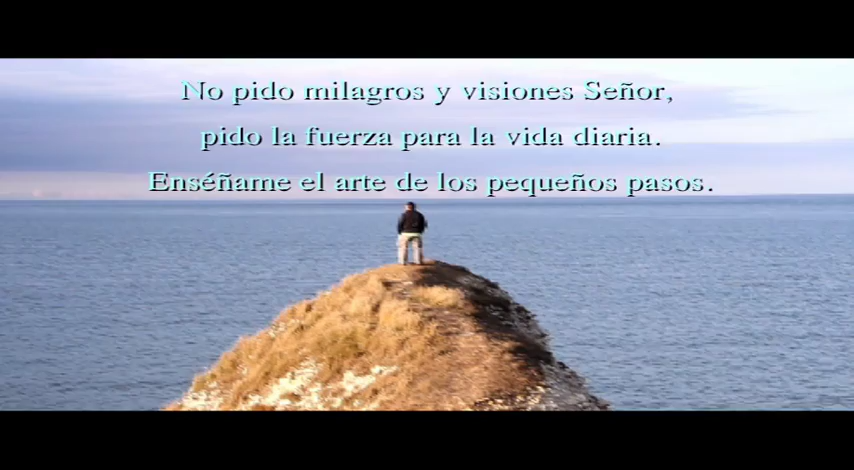 No pido milagros y visiones Señor,
pido la fuerza para la vida diaria.
Enséñame el arte de los pequeños pasos.